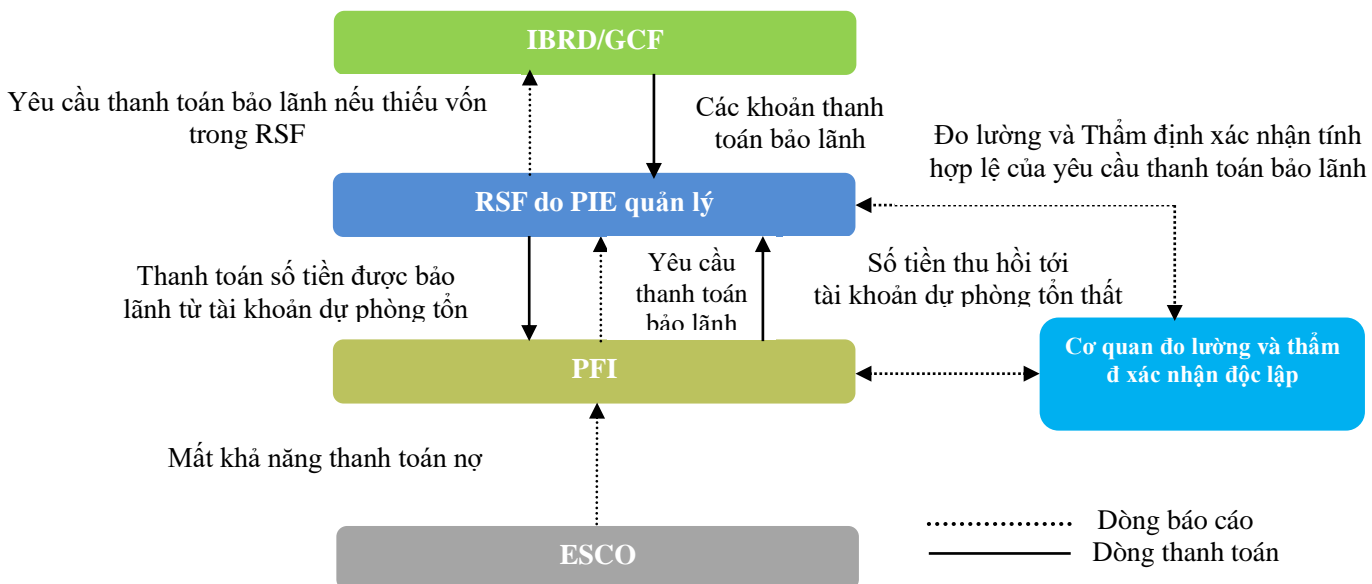 IBRD/GCF
Yêu cầu thanh toán bảo lãnh nếu thiếu vốn
trong RSF
Các khoản thanh
toán bảo lãnh
Đo lường và Thẩm định xác nhận tính
hợp lệ của yêu cầu thanh toán bảo lãnh
RSF do PIE quản lý
Thanh toán số tiền được bảo
lãnh từ tài khoản dự phòng tổn
Yêu cầu
thanh toán
bảo lãnh
Số tiền thu hồi tới
tài khoản dự phòng tổn thất
PFI
Cơ quan đo lường và thẩm
đ xác nhận độc lập
Mất khả năng thanh toán nợ
ESCO
Dòng báo cáo
Dòng thanh toán